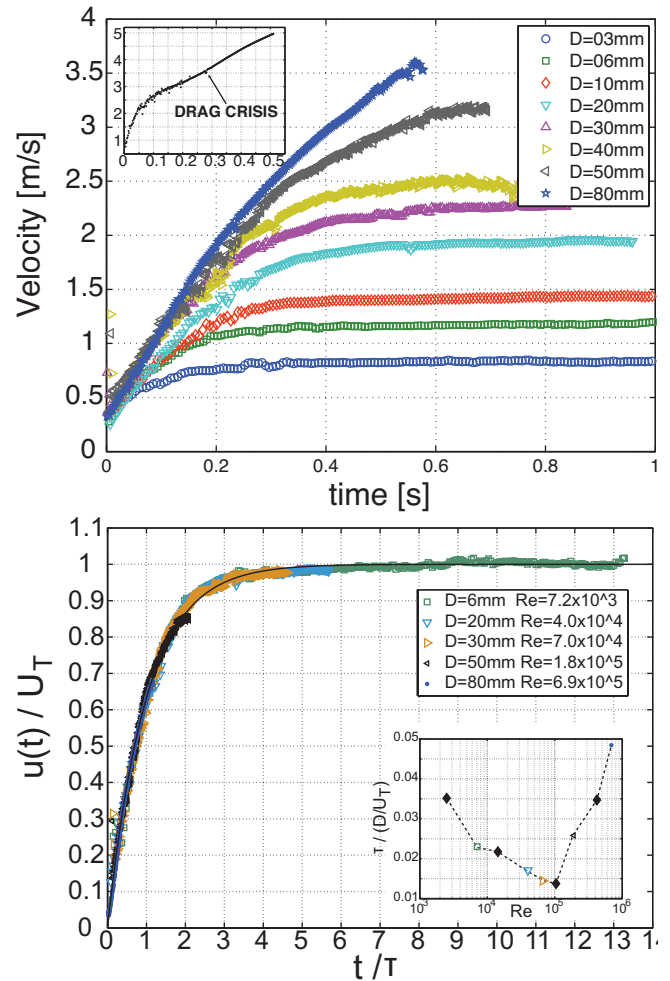 5
4
3
2
1
0 0.1 0.2 0.3 0.4 0.5
DRAG CRISIS
4
3.5
3
2.5
2
1.5
1
0.5
0
Velocity [m/s]
D=03mm
D=06mm
D=10mm
D=20mm
D=30mm
D=40mm
D=50mm
D=80mm
0 0.2 0.4 0.6 0.8 1
time [s]
1.1
1
0.9
0.8
0.7
0.6
0.5
0.4
0.3
0.2
0.1
0
u(t) / U_T
D=6mm Re=7.2x10^3
D=20mm Re=4.0x10^4
D=30mm Re=7.0x10^4
D=50mm Re=1.8x10^5
D=80mm Re=6.9x10^5
0.05
0.04
0.03
0.02
0.01
τ / (D/U_T)
10^3 10^4 10^5 10^6
Re
0 1 2 3 4 5 6 7 8 9 10 11 12 13 14
t /τ